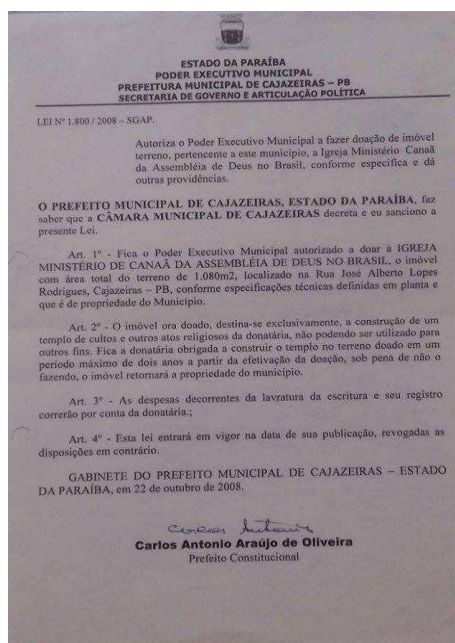 ESTADO DA PARAÍBA
PODER EXECUTIVO MUNICIPAL
PREFEITURA MUNICIPAL DE CAJAZEIRAS – PB
SECRETARIA DE GOVERNO E ARTICULAÇÃO POLÍTICA
LEI Nº 1.800 / 2008 – SGAP.
Autoriza o Poder Executivo Municipal a fazer doação de imóvel
terreno, pertencente a este município, a Igreja Ministério Canaã
da Assembléia de Deus no Brasil, conforme especifica e dá
outras providências.
O PREFEITO MUNICIPAL DE CAJAZEIRAS, ESTADO DA PARAÍBA, faz
saber que a CÂMARA MUNICIPAL DE CAJAZEIRAS decreta e eu sanciono a
presente Lei.
Art. 1º - Fica o Poder Executivo Municipal autorizado a doar à IGREJA
MINISTÉRIO DE CANAÃ DA ASSEMBLÉIA DE DEUS NO BRASIL, o imóvel
com área total do terreno de 1.080m2, localizado na Rua José Alberto Lopes
Rodrigues, Cajazeiras – PB, conforme especificações técnicas definidas em planta e
que é de propriedade do Município.
Art. 2º - O imóvel ora doado, destina-se exclusivamente, a construção de um
templo de cultos e outros atos religiosos da donatária, não podendo ser utilizado para
outros fins. Fica a donatária obrigada a construir o templo no terreno doado em um
período máximo de dois anos a partir da efetivação da doação, sob pena de não o
fazendo, o imóvel retornará a propriedade do município.
Art. 3º - As despesas decorrentes da lavratura da escritura e seu registro
correrão por conta da donatária.;
Art. 4º - Esta lei entrará em vigor na data de sua publicação, revogadas as
disposições em contrário.
GABINETE DO PREFEITO MUNICIPAL DE CAJAZEIRAS – ESTADO
DA PARAÍBA, em 22 de outubro de 2008.
Carlos Antonio Araújo de Oliveira
Prefeito Constitucional